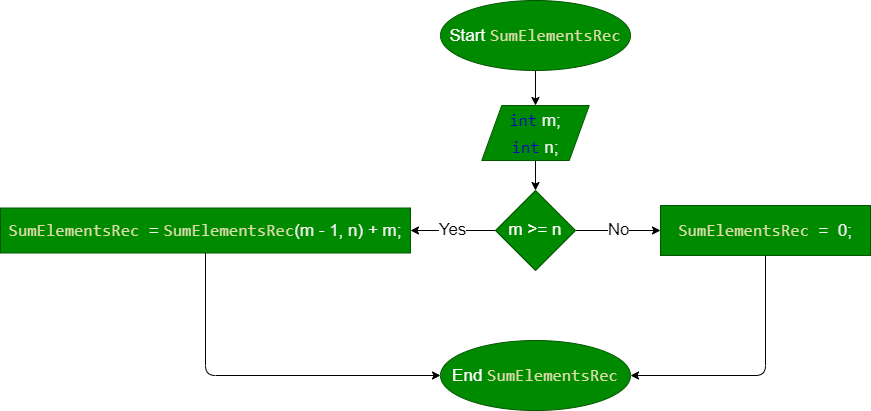 Start SumElementsRec
int m;
int n;
SumElementsRec = SumElementsRec(m - 1, n) + m;
Yes
m >= n
No
SumElementsRec = 0;
End SumElementsRec